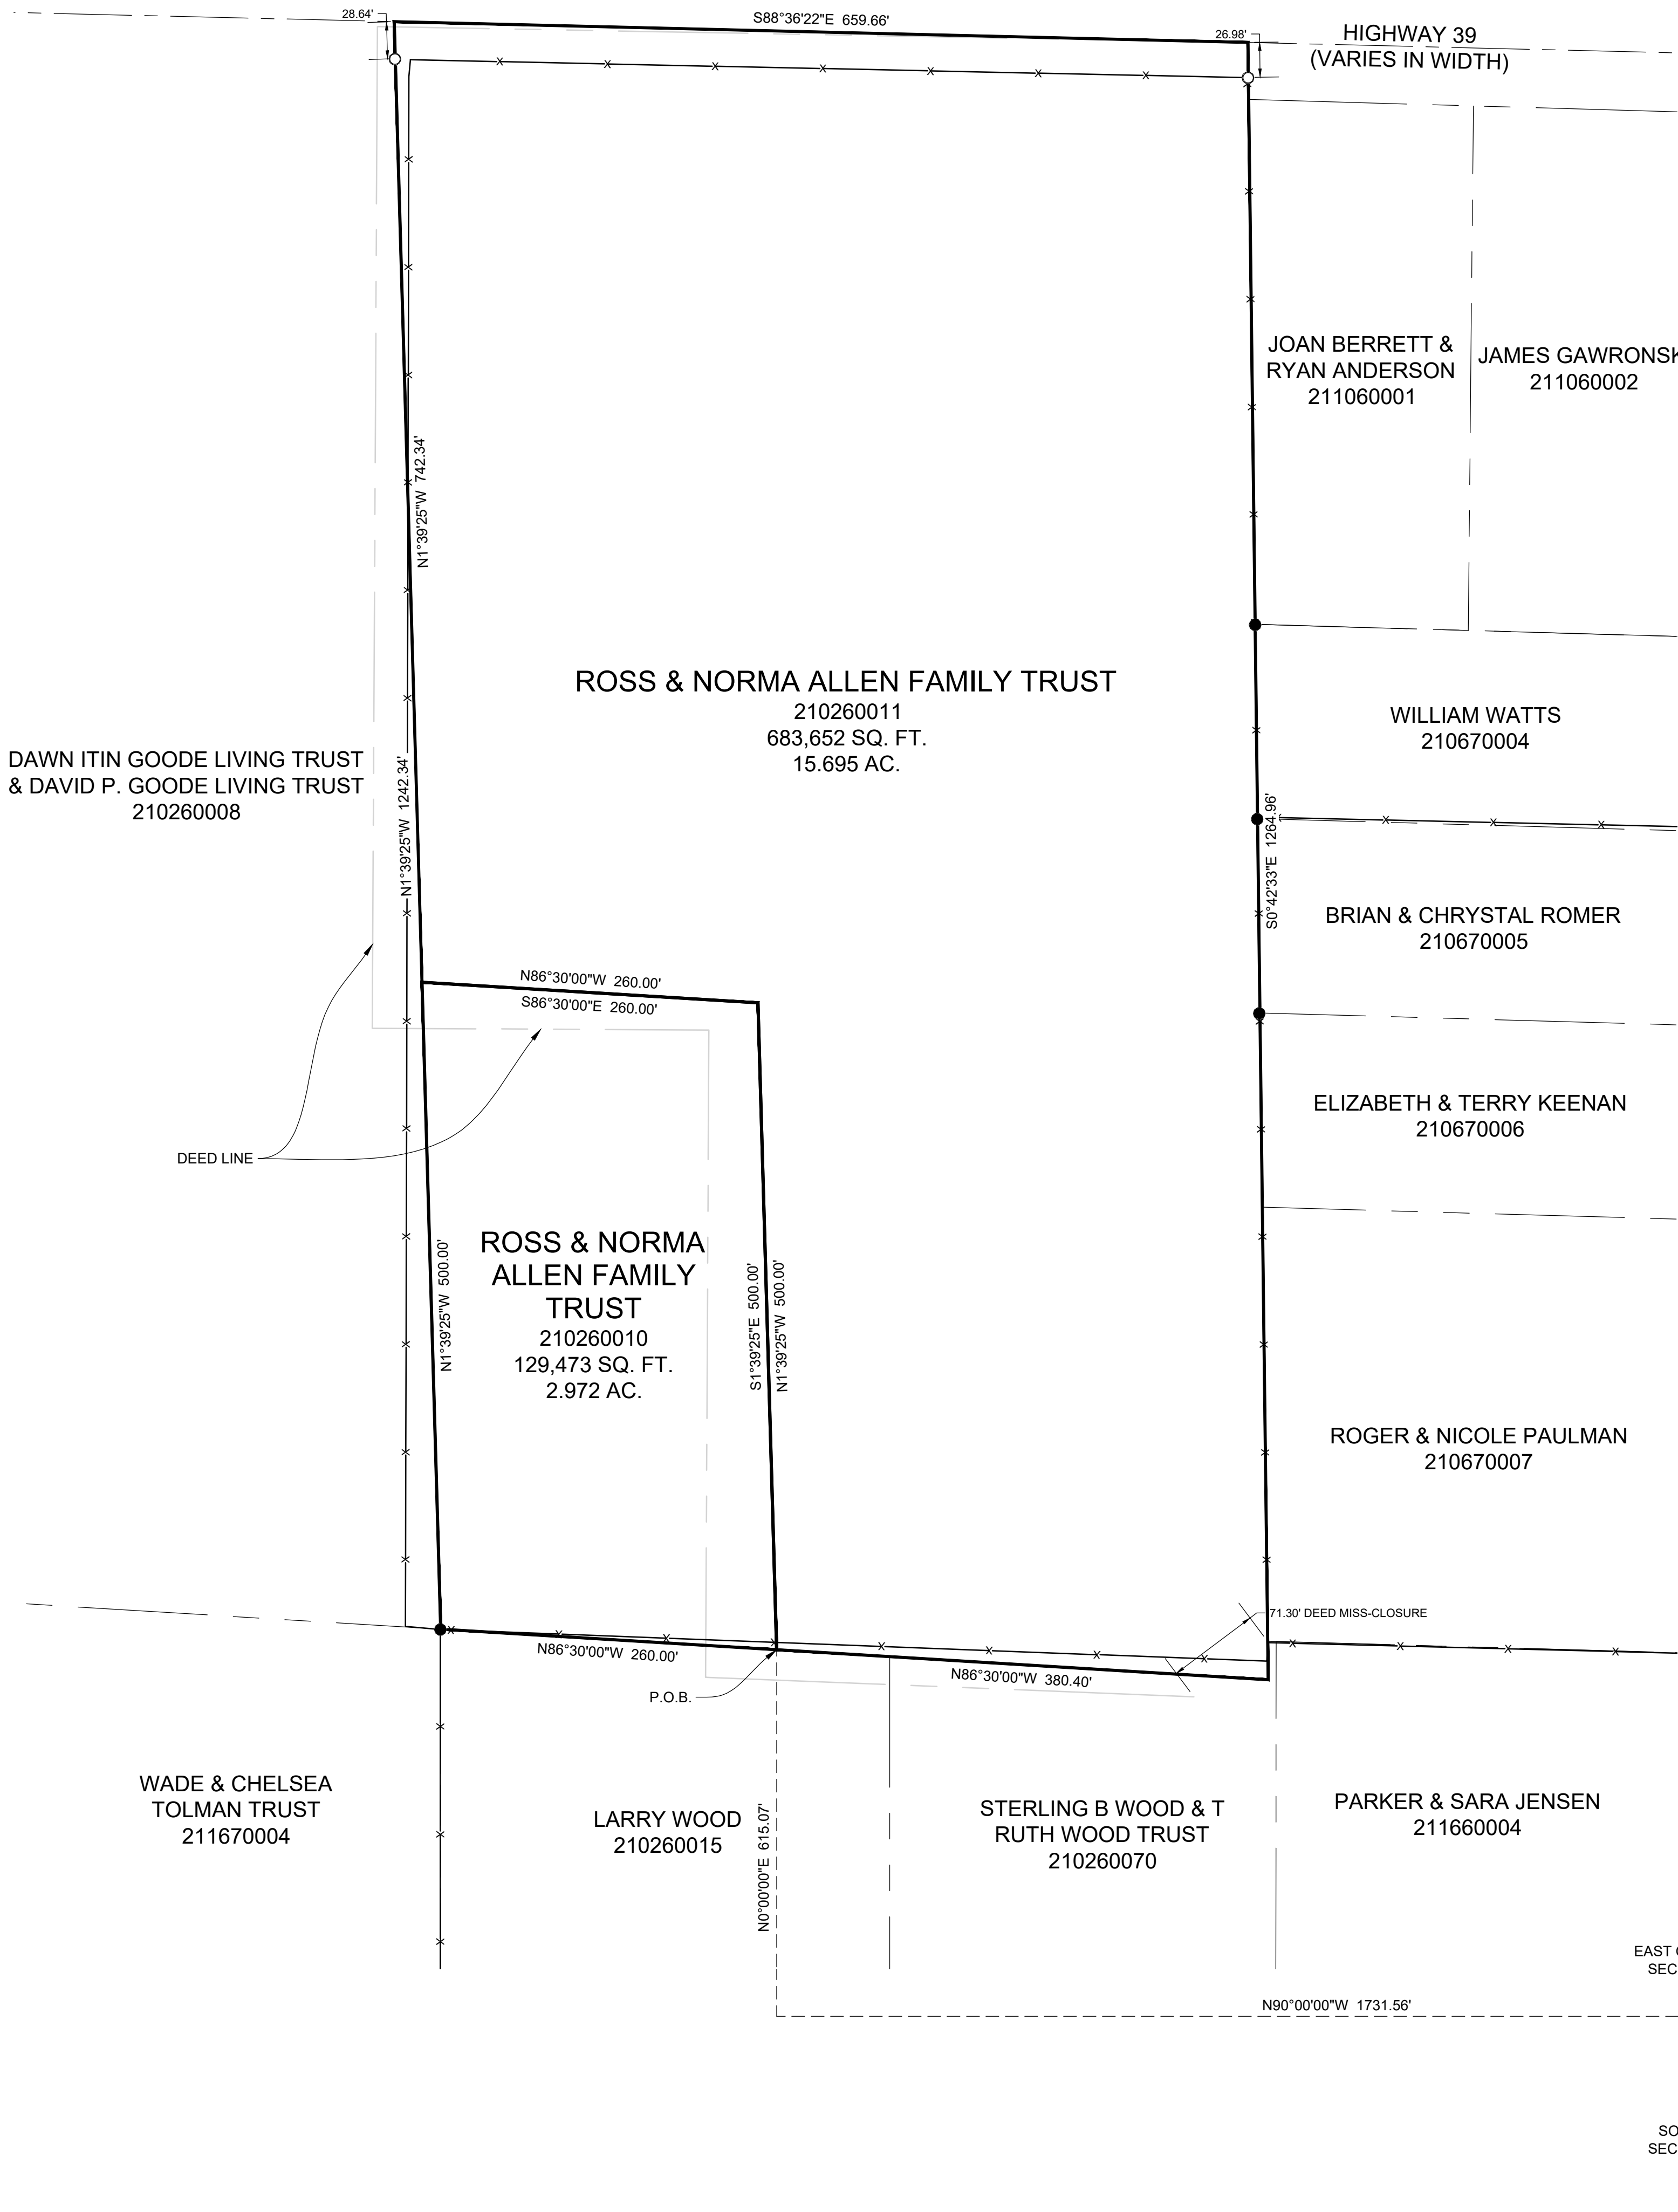 28.64'
S88°36'22"E 659.66'
26.98'
HIGHWAY 39
(VARIES IN WIDTH)
JOAN BERRETT &
RYAN ANDERSON
211060001
JAMES GAWRONSK
211060002
N1°39'25"W 742.34'
ROSS & NORMA ALLEN FAMILY TRUST
210260011
683,652 SQ. FT.
15.695 AC.
WILLIAM WATTS
210670004
DAWN ITIN GOODE LIVING TRUST
& DAVID P. GOODE LIVING TRUST
210260008
N1°39'25"W 1242.34'
S0°42'33"E 1264.96'
BRIAN & CHRYSTAL ROMER
210670005
N86°30'00"W 260.00'
S86°30'00"E 260.00'
ELIZABETH & TERRY KEENAN
210670006
DEED LINE
ROSS & NORMA
ALLEN FAMILY
TRUST
210260010
129,473 SQ. FT.
2.972 AC.
N1°39'25"W 500.00'
S1°39'25"E 500.00'
N1°39'25"W 500.00'
ROGER & NICOLE PAULMAN
210670007
71.30' DEED MISS-CLOSURE
N86°30'00"W 260.00'
N86°30'00"W 380.40'
P.O.B.
WADE & CHELSEA
TOLMAN TRUST
211670004
LARRY WOOD
210260015
N0°00'00"E 615.07'
STERLING B WOOD & T
RUTH WOOD TRUST
210260070
PARKER & SARA JENSEN
211660004
EAST
SEC
N90°00'00"W 1731.56'
SO
SEC